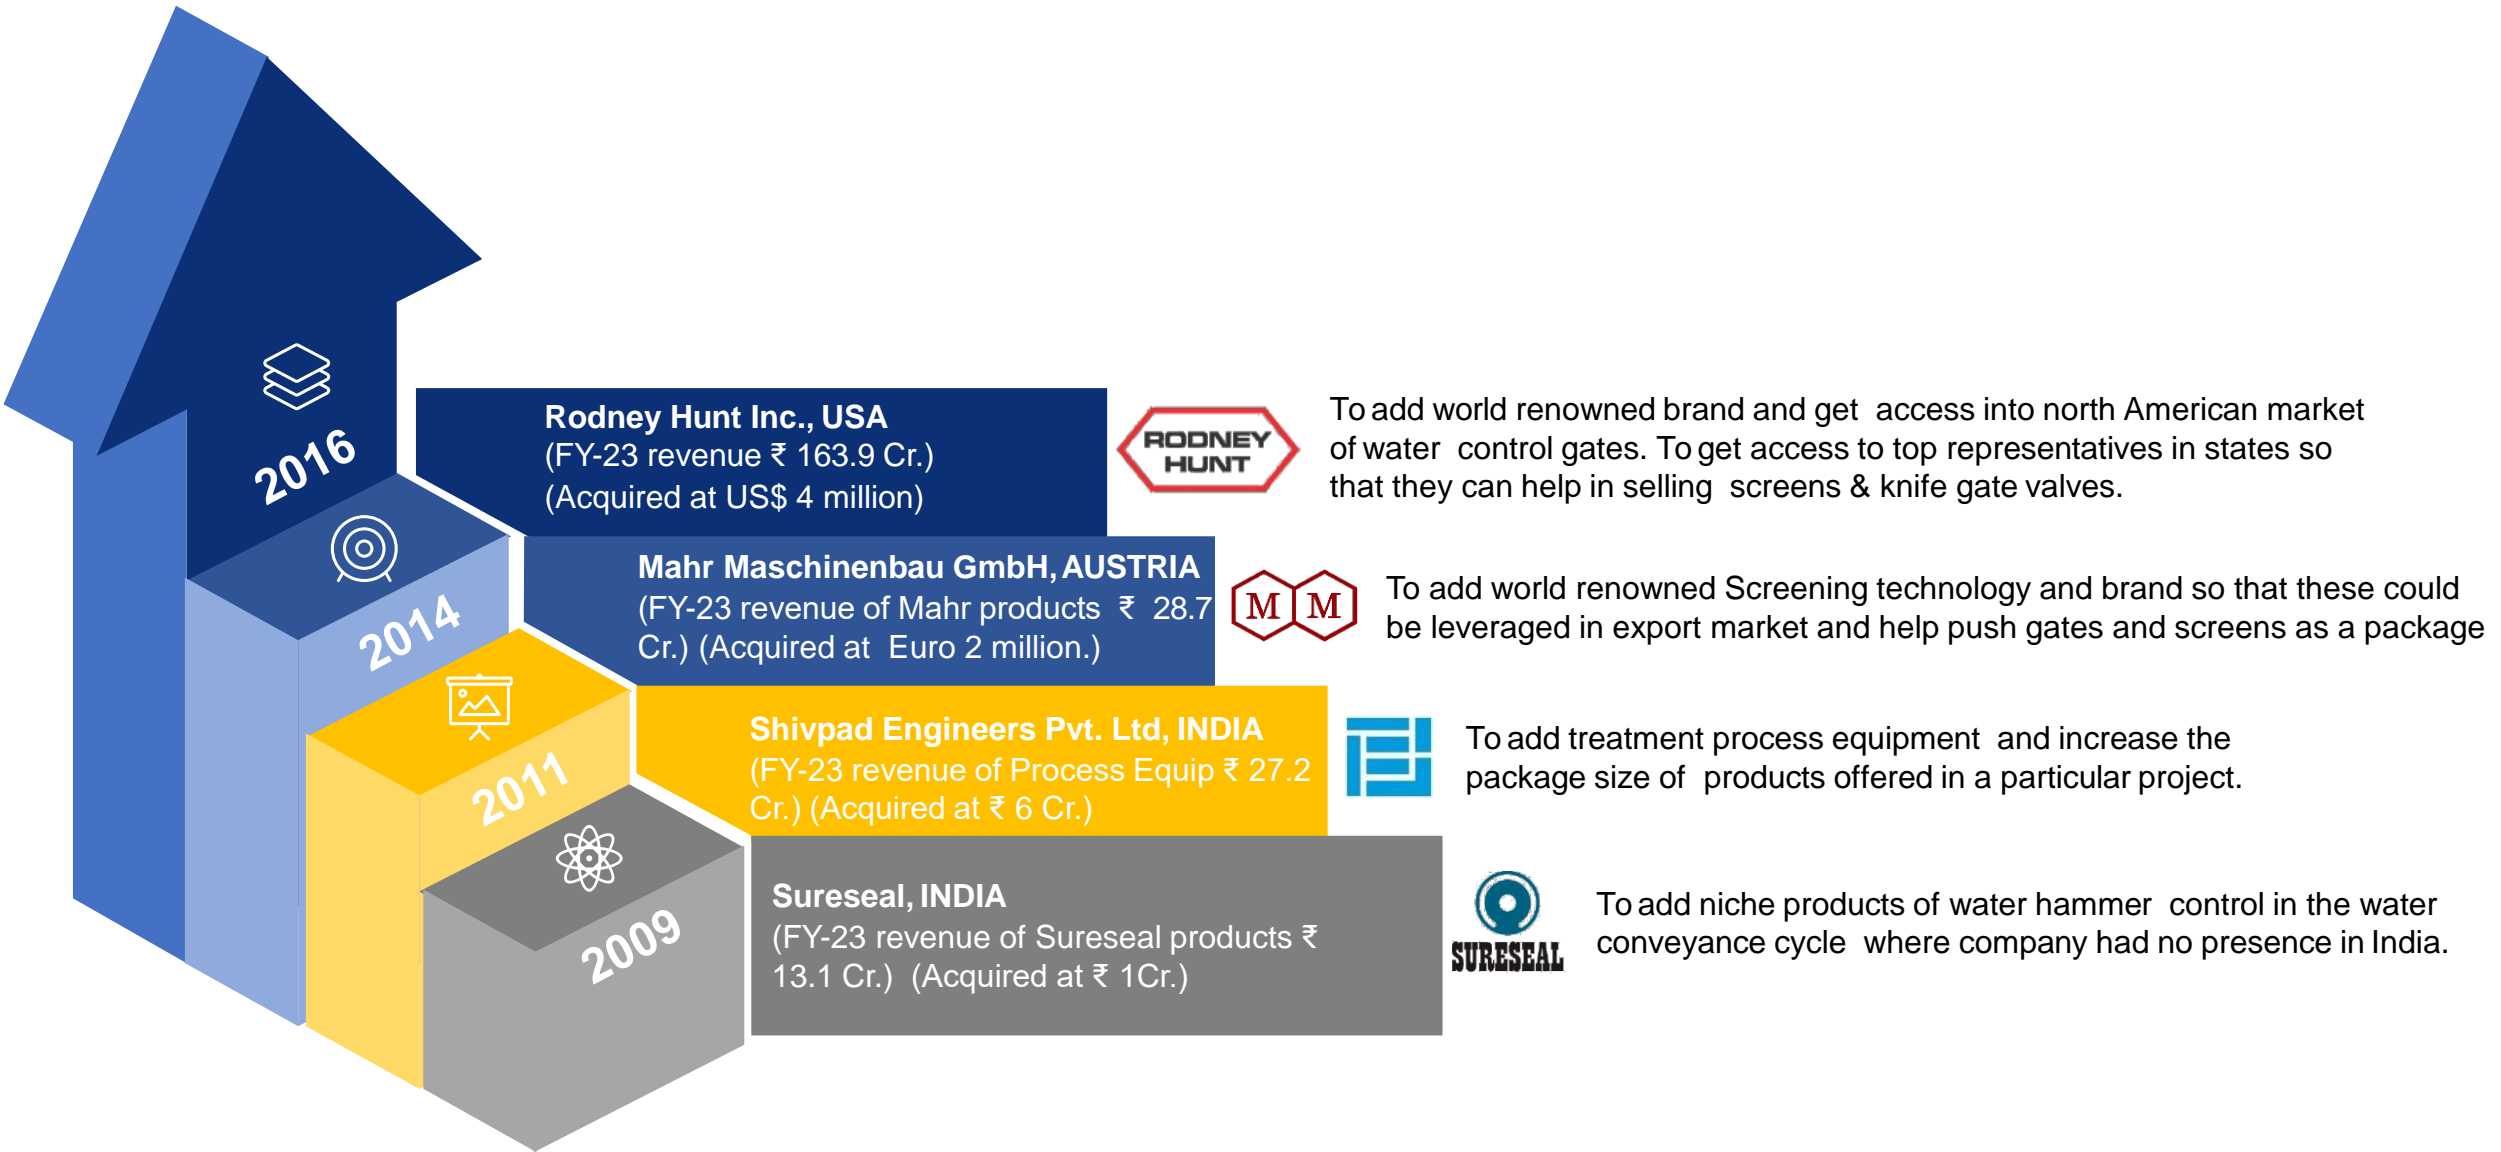 2016
Rodney Hunt Inc., USA
(FY-23 revenue ₹ 163.9 Cr.)
(Acquired at US$ 4 million)
RODNEY
HUNT
To add world renowned brand and get access into north American market
of water control gates. To get access to top representatives in states so
that they can help in selling screens & knife gate valves.
2014
Mahr Maschinenbau GmbH, AUSTRIA
(FY-23 revenue of Mahr products ₹ 28.7
Cr.) (Acquired at Euro 2 million.)
M M
To add world renowned Screening technology and brand so that these could
be leveraged in export market and help push gates and screens as a package
2011
Shivpad Engineers Pvt. Ltd, INDIA
(FY-23 revenue of Process Equip ₹ 27.2
Cr.) (Acquired at ₹ 6 Cr.)
To add treatment process equipment and increase the
package size of products offered in a particular project.
2009
Sureseal, INDIA
(FY-23 revenue of Sureseal products ₹
13.1 Cr.) (Acquired at ₹ 1Cr.)
SURESEAL
To add niche products of water hammer control in the water
conveyance cycle where company had no presence in India.